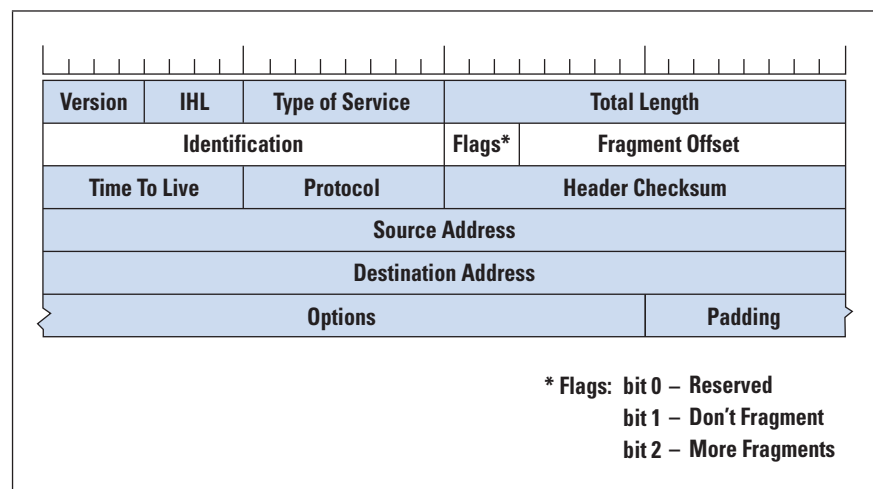 Version IHL Type of Service Total Length
Identification Flags* Fragment Offset
Time To Live Protocol Header Checksum
Source Address
Destination Address
Options Padding
* Flags: bit 0 – Reserved
bit 1 – Don't Fragment
bit 2 – More Fragments